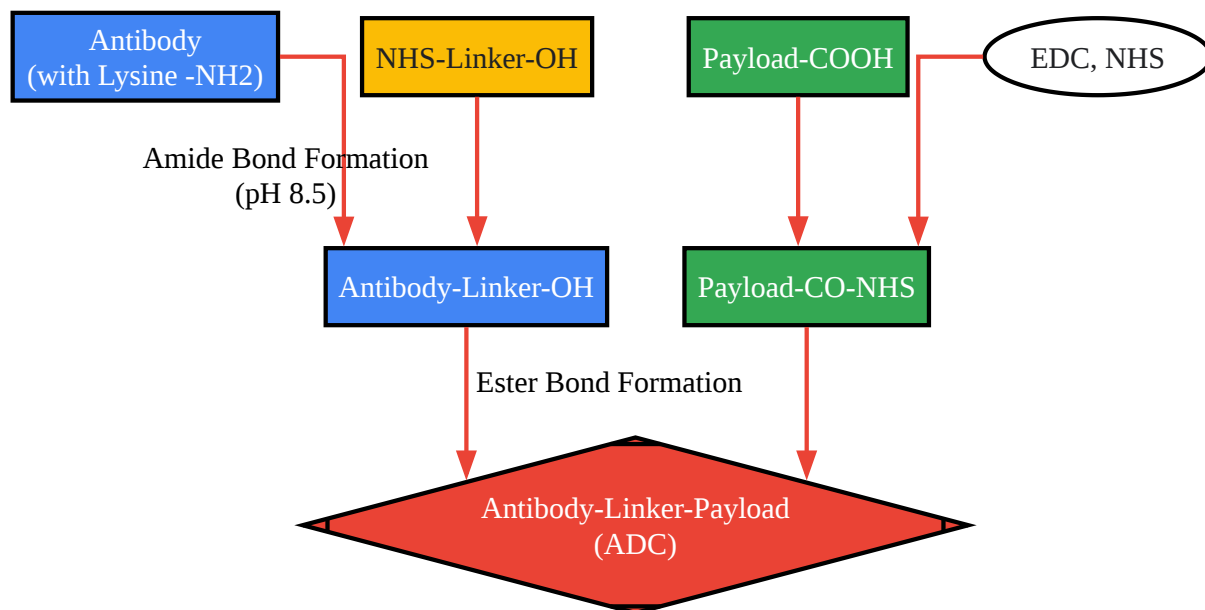 Antibody
(with Lysine -NH2)
NHS-Linker-OH
Payload-COOH
EDC, NHS
Amide Bond Formation
(pH 8.5)
Antibody-Linker-OH
Payload-CO-NHS
Ester Bond Formation
Antibody-Linker-Payload
(ADC)